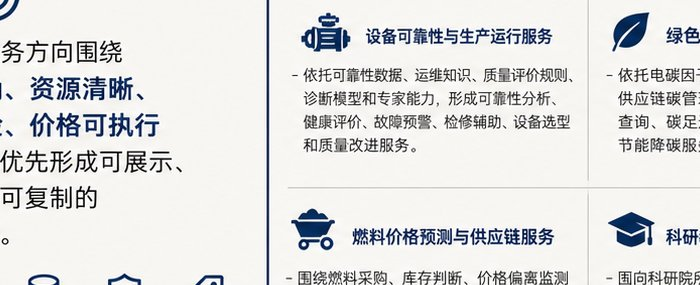 务方向围绕
、资源清晰、
、价格可执行
优先形成可展示、
可复制的
。
设备可靠性与生产运行服务
- 依托可靠性数据、运维知识、质量评价规则、
诊断模型和专家能力，形成可靠性分析、
健康评价、故障预警、检修辅助、设备选型
和质量改进服务。
燃料价格预测与供应链服务
- 围绕燃料采购、库存判断、价格偏离监测
绿色
- 依托电碳因子
供应链碳管
查询、碳足
节能降碳服
科研
- 面向科研院所